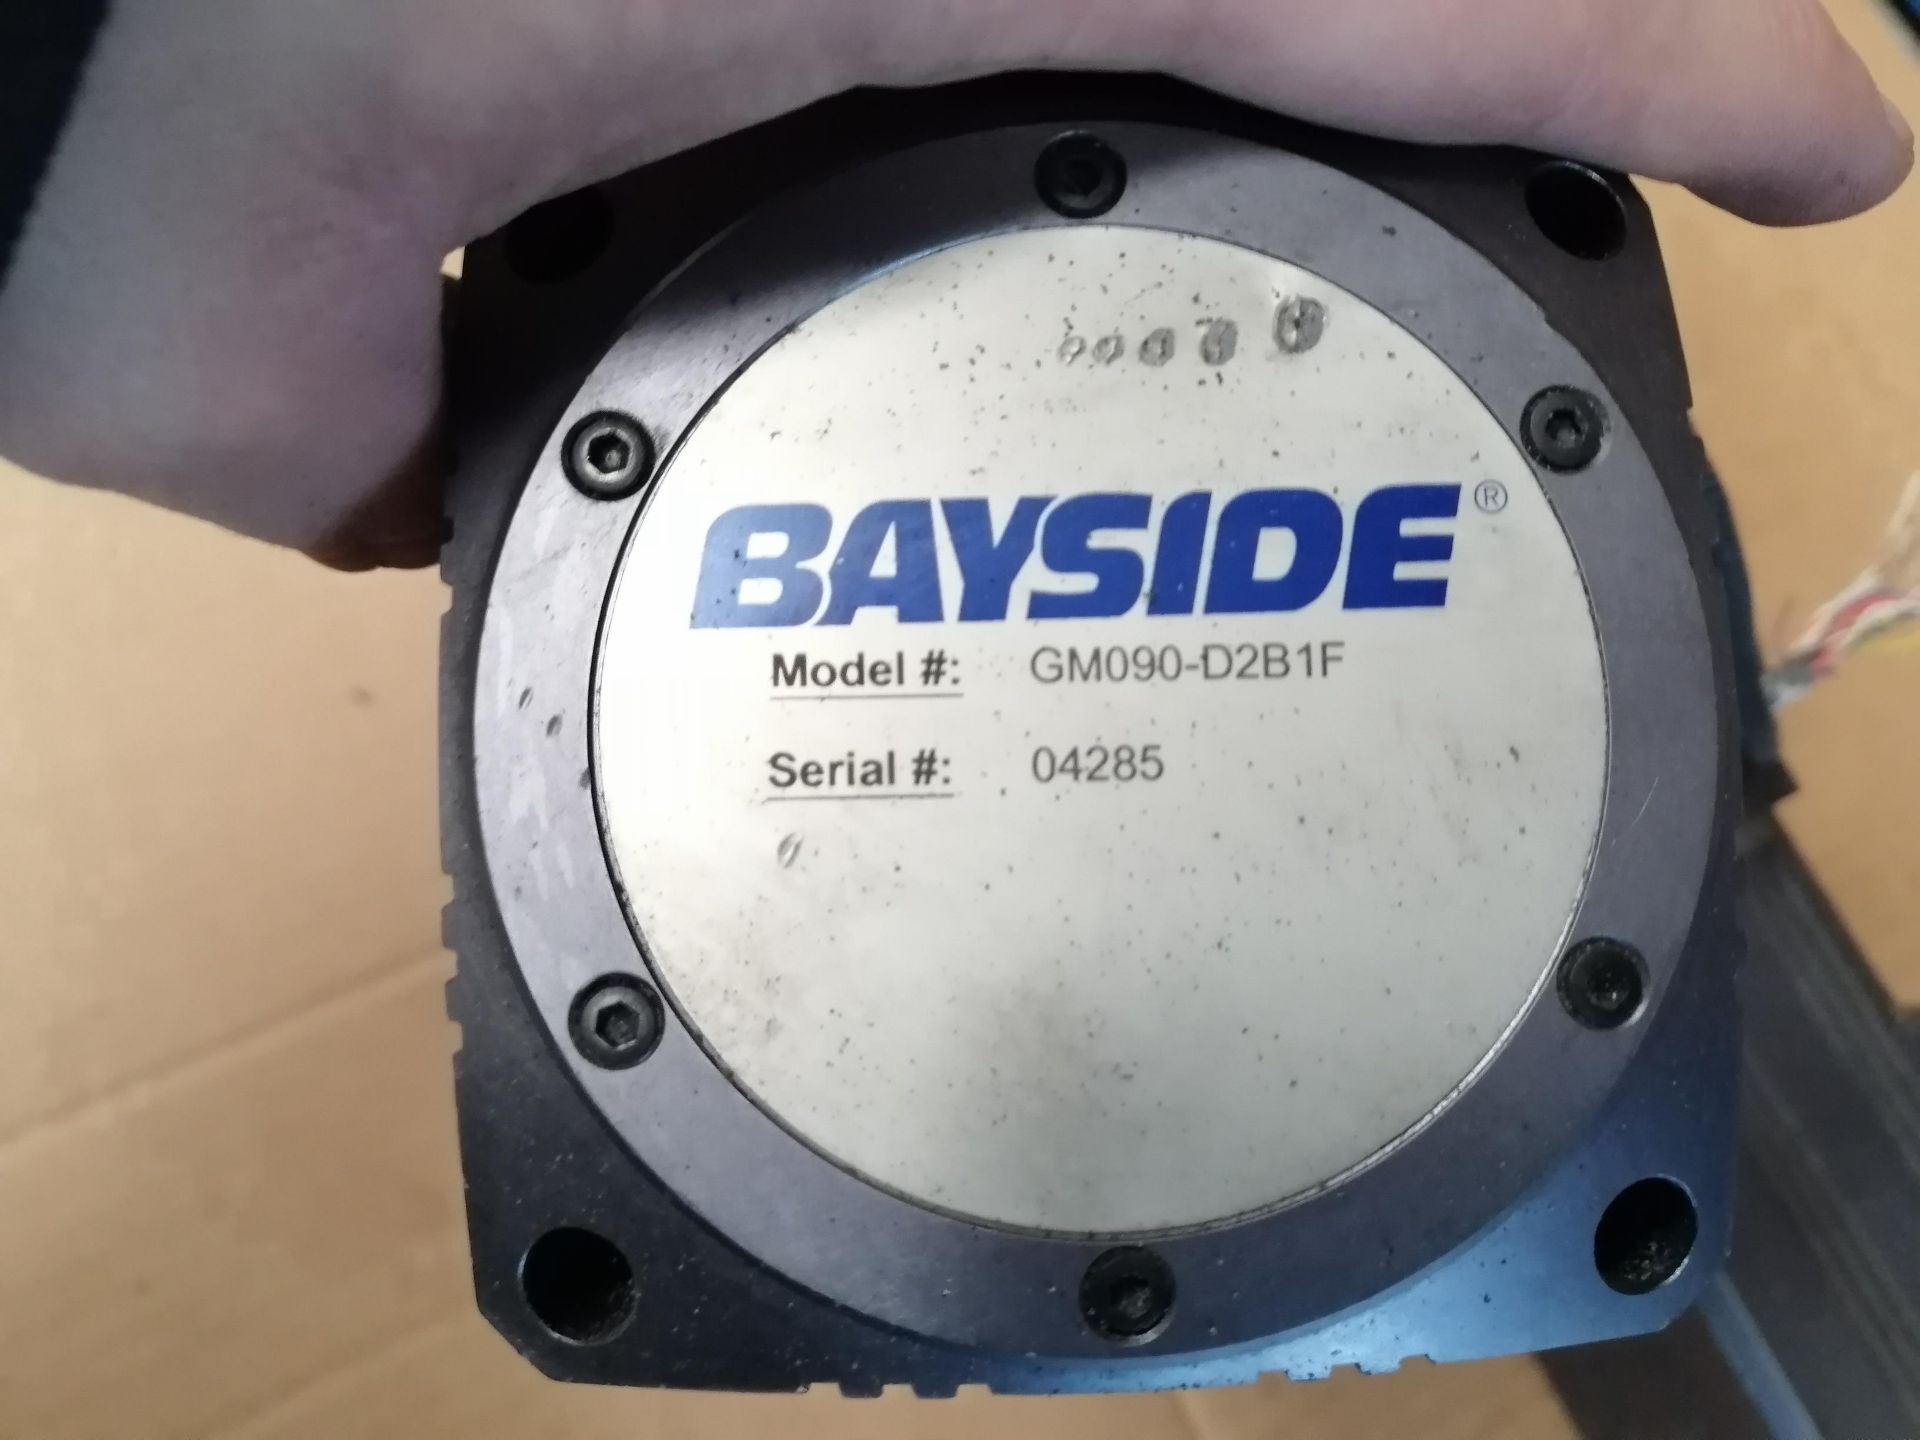 BAYSIDE®
Model #: GM090-D2B1F
Serial #: 04285